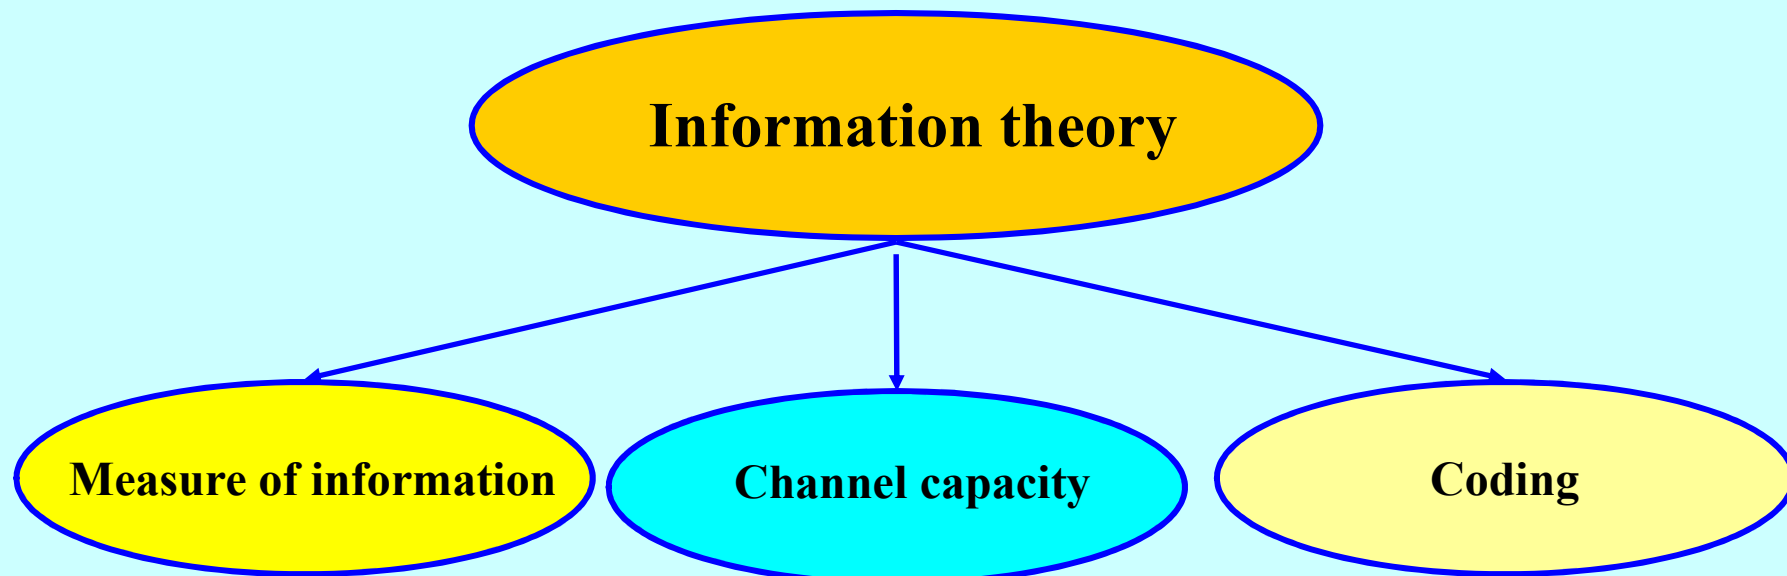 Information theory
Measure of information
Channel capacity
Coding